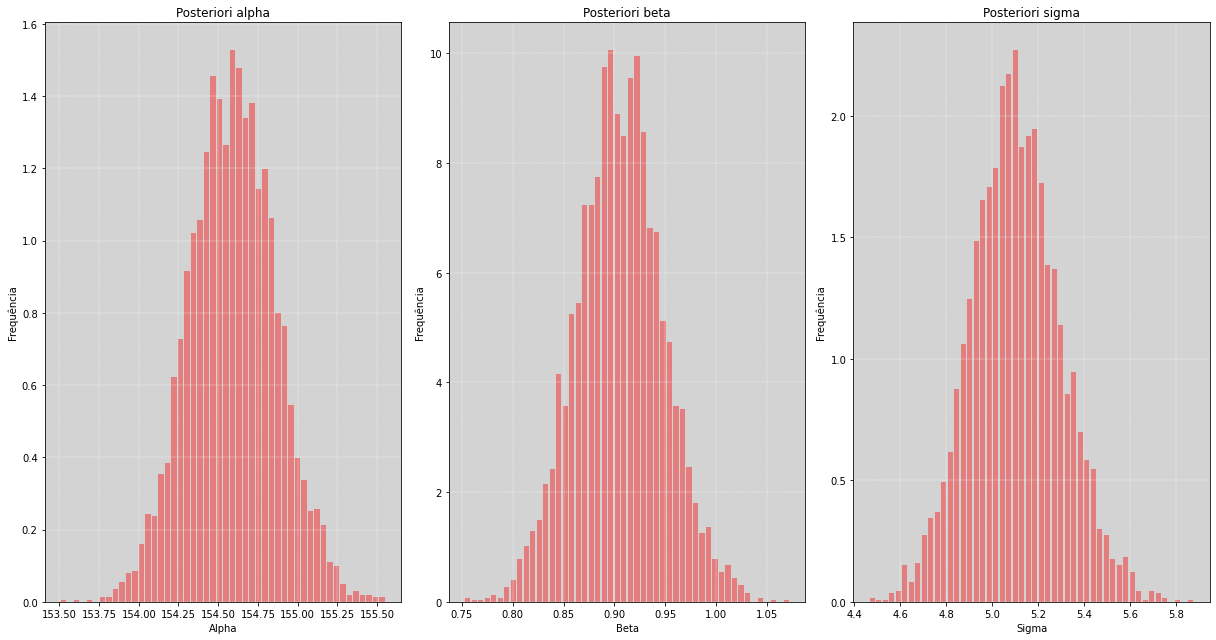 Posteriori alpha
1.6
1.4
1.2
1.0
0.8
0.6
0.4
0.2
0.0
Frequência
153.50 153.75 154.00 154.25 154.50 154.75 155.00 155.25 155.50
Alpha
Posteriori beta
10
8
6
4
2
0
Frequência
0.75 0.80 0.85 0.90 0.95 1.00 1.05
Beta
Posteriori sigma
2.0
1.5
1.0
0.5
0.0
Frequência
4.4 4.6 4.8 5.0 5.2 5.4 5.6 5.8
Sigma